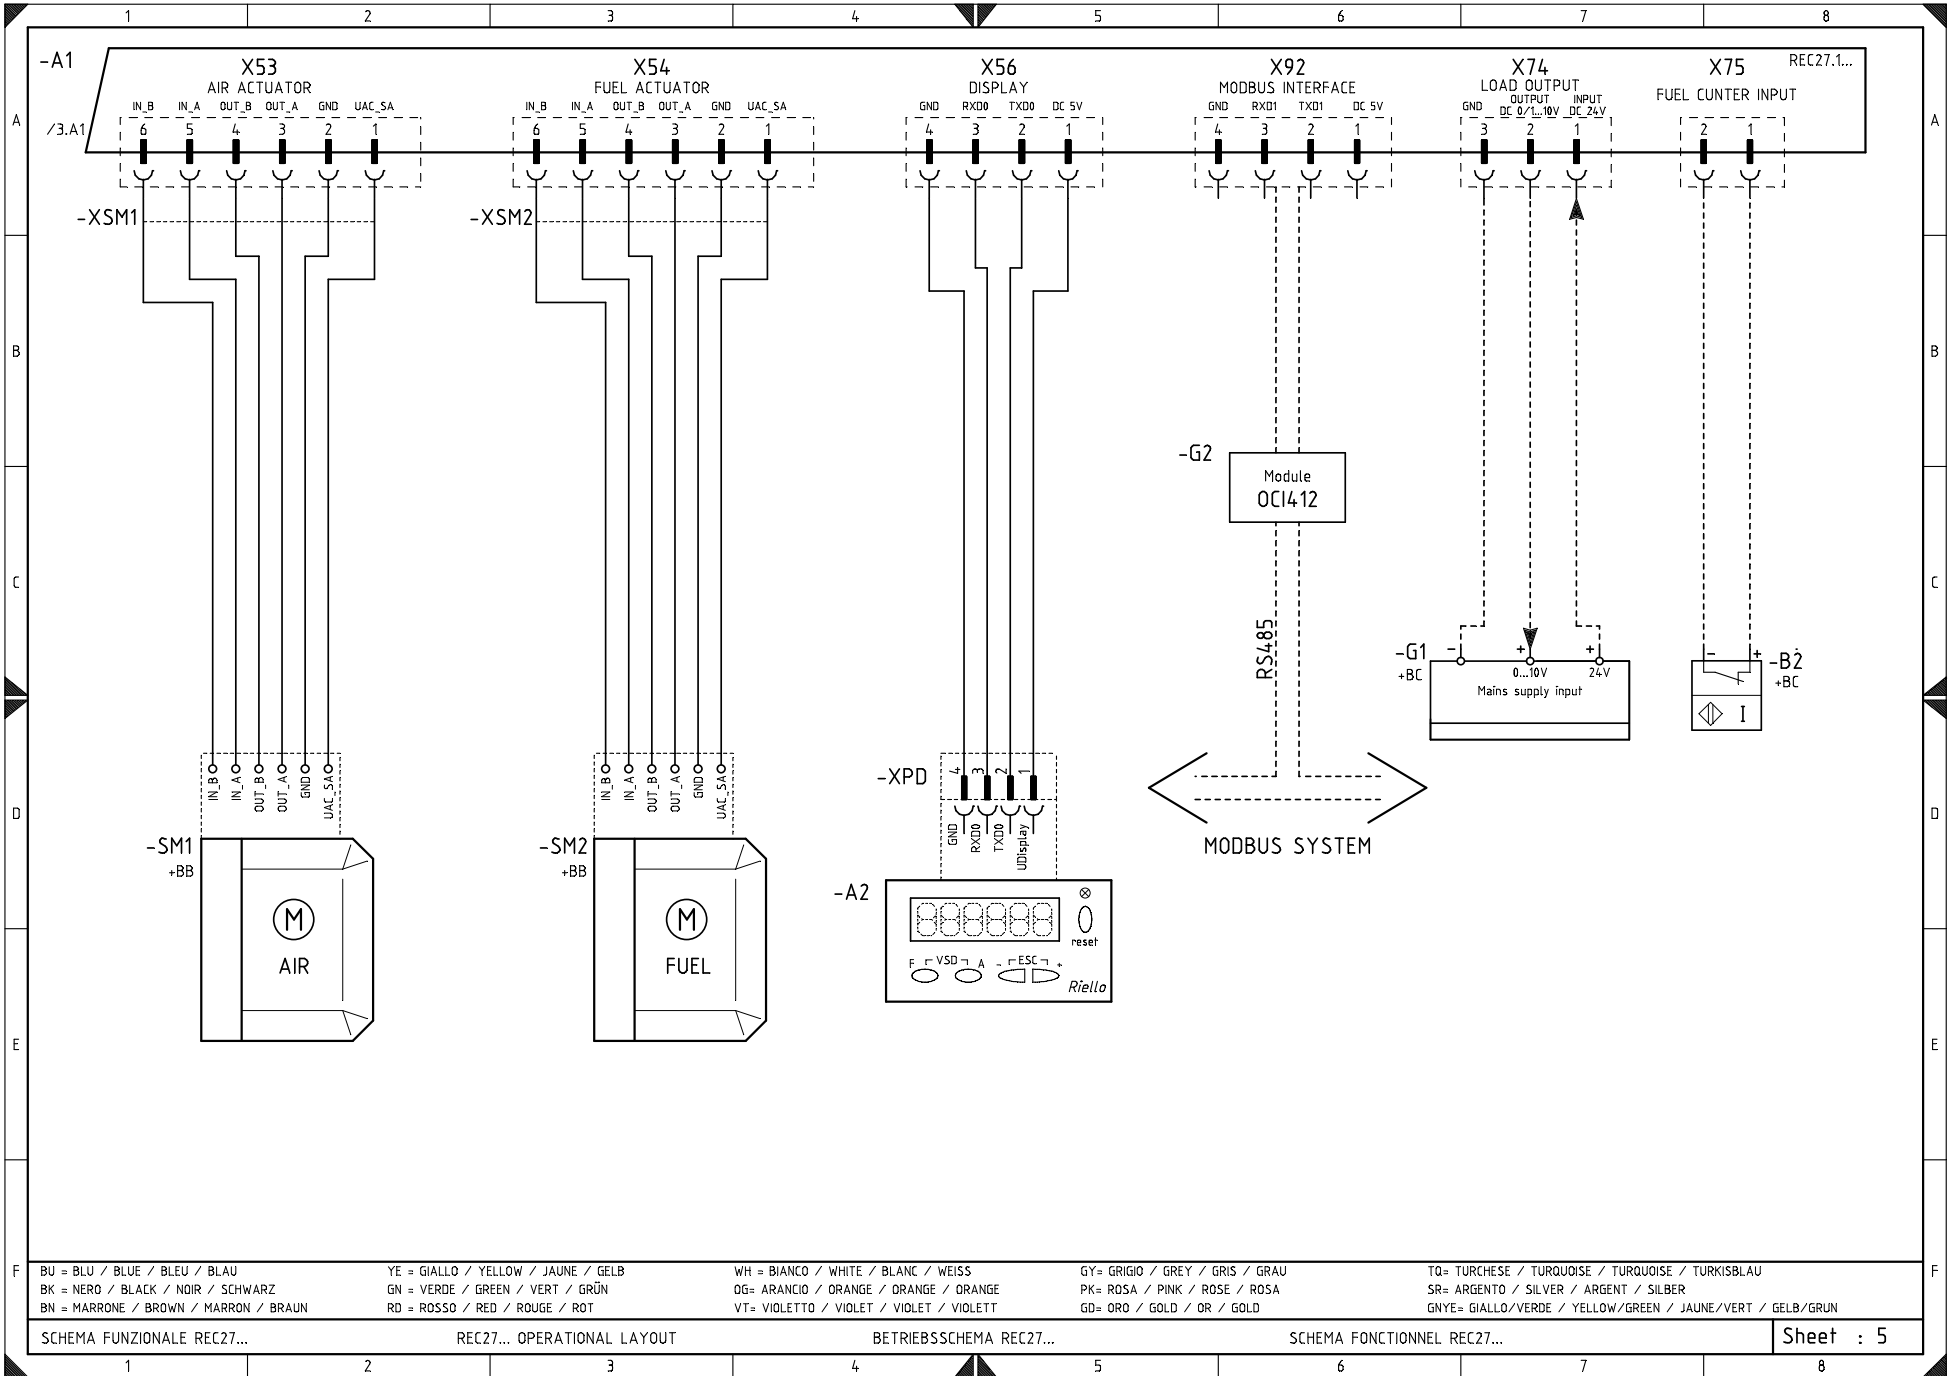 1 2 3 4 5 6 7 8
-A1
X53 X54 X56 X92 X74 X75 REC27.1...
AIR ACTUATOR FUEL ACTUATOR DISPLAY MODBUS INTERFACE LOAD OUTPUT FUEL CUNTER INPUT
OUTPUT INPUT
IN_B IN_A OUT_B OUT_A GND UAC_SA IN_B IN_A OUT_B OUT_A GND UAC_SA GND RXD0 TXD0 DC 5V GND RXD1 TXD1 DC 5V GND DC 0/1...10V DC 24V
A A
/3.A1 6 5 4 3 2 1 6 5 4 3 2 1 4 3 2 1 4 3 2 1 3 2 1 2 1
-XSM1 -XSM2
B B
-G2
Module
OCI412
C C
RS485
-G1 - + + - + -B2
+BC 0...10V 24V +BC
Mains supply input
I
-XPD 4 3 2 1
IN_B IN_A OUT_B OUT_A GND UAC_SA IN_B IN_A OUT_B OUT_A GND UAC_SA
D D
GND RXD0 TXD0 UDisplay
-SM1 -SM2 MODBUS SYSTEM
+BB +BB
-A2
M M
reset
AIR FUEL F VSD A - ESC +
Riello
E E
F F
BU = BLU / BLUE / BLEU / BLAU YE = GIALLO / YELLOW / JAUNE / GELB WH = BIANCO / WHITE / BLANC / WEISS GY= GRIGIO / GREY / GRIS / GRAU TQ= TURCHESE / TURQUOISE / TURQUOISE / TURKISBLAU
BK = NERO / BLACK / NOIR / SCHWARZ GN = VERDE / GREEN / VERT / GRÜN OG= ARANCIO / ORANGE / ORANGE / ORANGE PK= ROSA / PINK / ROSE / ROSA SR= ARGENTO / SILVER / ARGENT / SILBER
BN = MARRONE / BROWN / MARRON / BRAUN RD = ROSSO / RED / ROUGE / ROT VT= VIOLETTO / VIOLET / VIOLET / VIOLETT GD= ORO / GOLD / OR / GOLD GNYE= GIALLO/VERDE / YELLOW/GREEN / JAUNE/VERT / GELB/GRUN
SCHEMA FUNZIONALE REC27... REC27... OPERATIONAL LAYOUT BETRIEBSSCHEMA REC27... SCHEMA FONCTIONNEL REC27... Sheet : 5
1 2 3 4 5 6 7 8